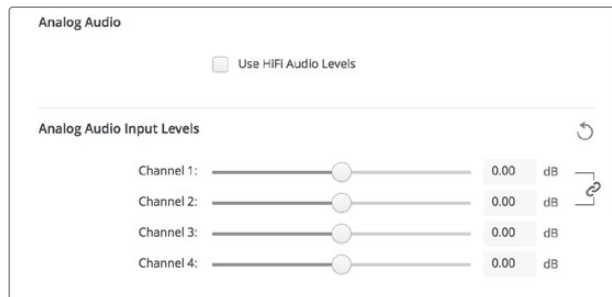 Analog Audio
Use HiFi Audio Levels
Analog Audio Input Levels
Channel 1: 0.00 dB
Channel 2: 0.00 dB
Channel 3: 0.00 dB
Channel 4: 0.00 dB